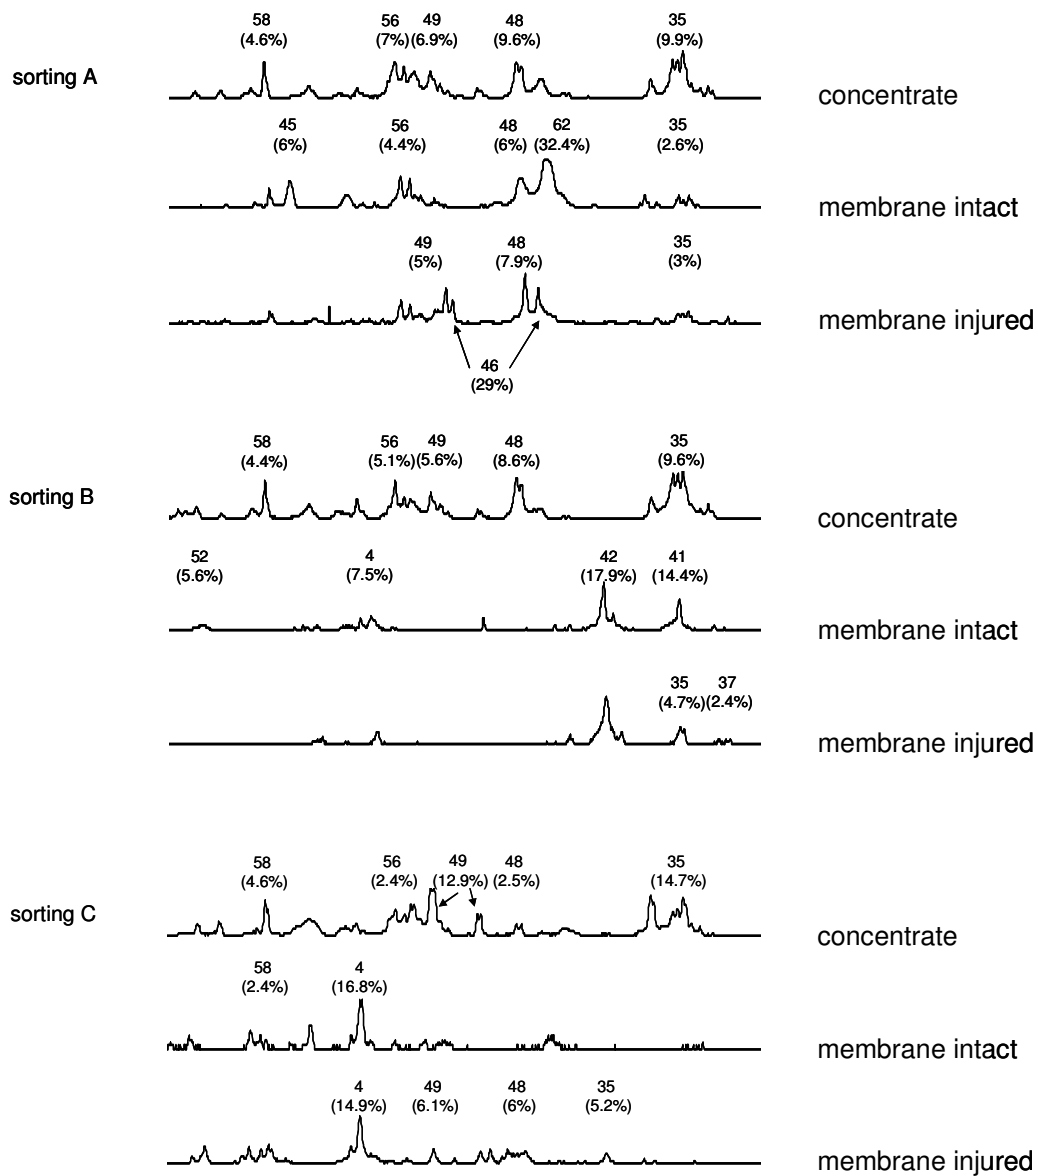 58 56 49 48 35
(4.6%) (7%) (6.9%) (9.6%) (9.9%)
sorting A
concentrate
45 56 48 62 35
(6%) (4.4%) (6%) (32.4%) (2.6%)
membrane intact
49 48 35
(5%) (7.9%) (3%)
membrane injured
46
(29%)
58 56 49 48 35
(4.4%) (5.1%) (5.6%) (8.6%) (9.6%)
sorting B
concentrate
52 4 42 41
(5.6%) (7.5%) (17.9%) (14.4%)
membrane intact
35 37
(4.7%) (2.4%)
membrane injured
58 56 49 48 35
(4.6%) (2.4%) (12.9%) (2.5%) (14.7%)
sorting C
concentrate
58 4
(2.4%) (16.8%)
membrane intact
4 49 48 35
(14.9%) (6.1%) (6%) (5.2%)
membrane injured